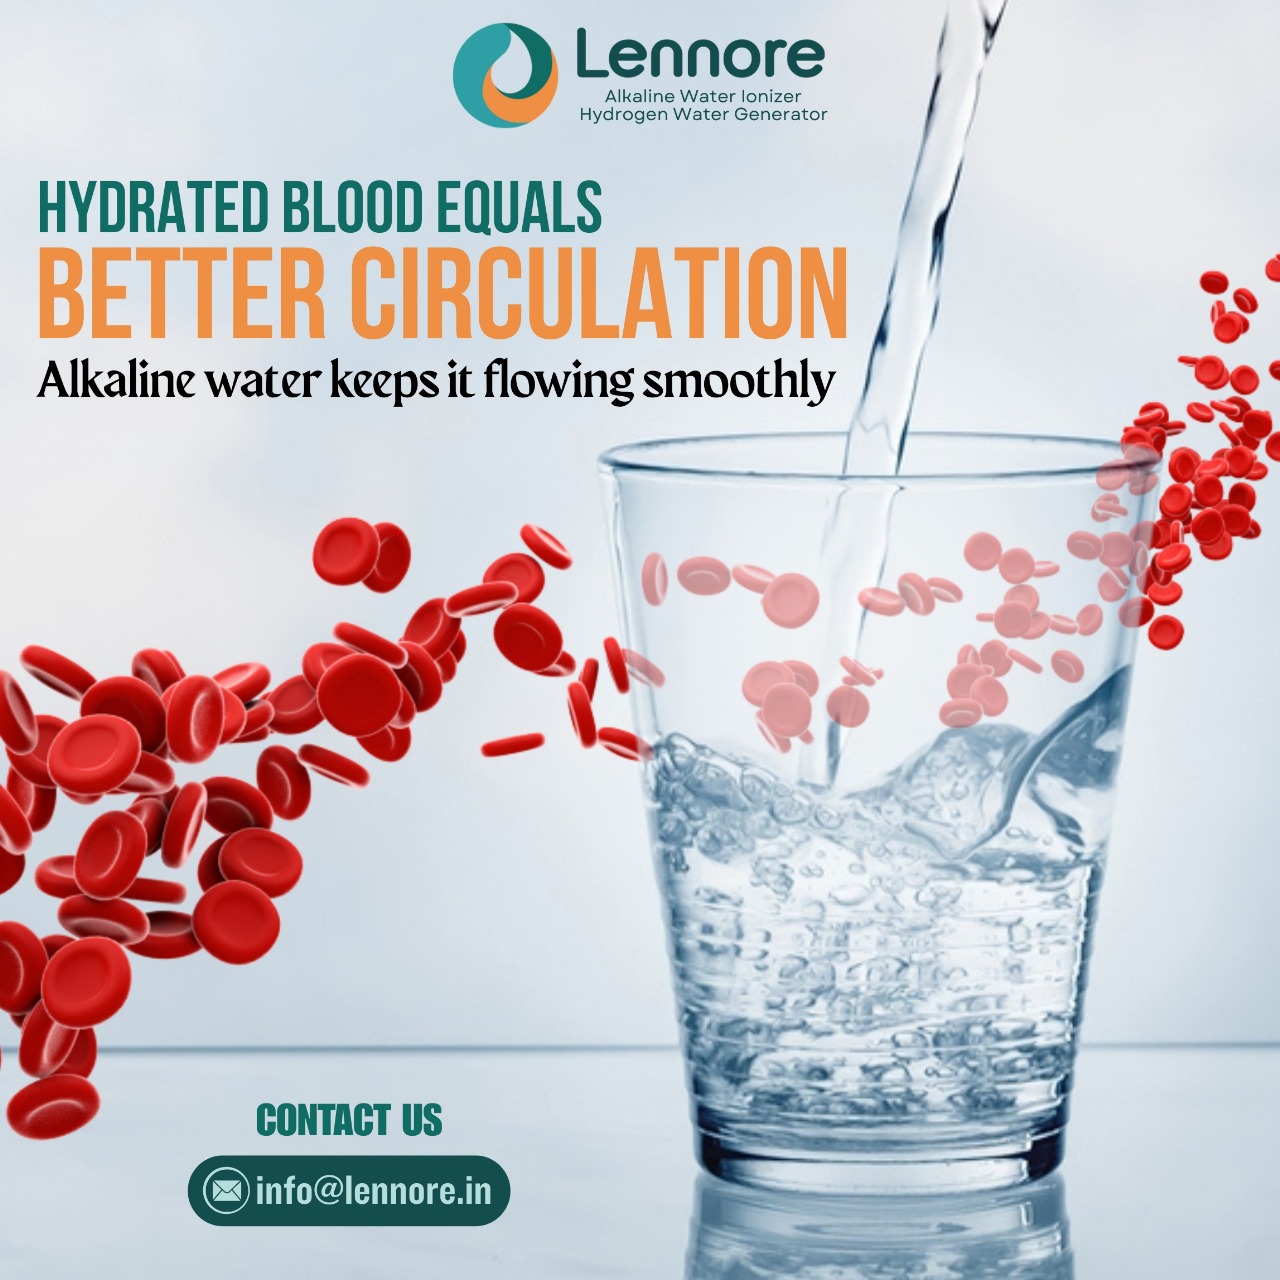 Lennore
Alkaline Water Ionizer
Hydrogen Water Generator
HYDRATED BLOOD EQUALS
BETTER CIRCULATION
Alkaline water keeps it flowing smoothly
CONTACT US
info@lennore.in